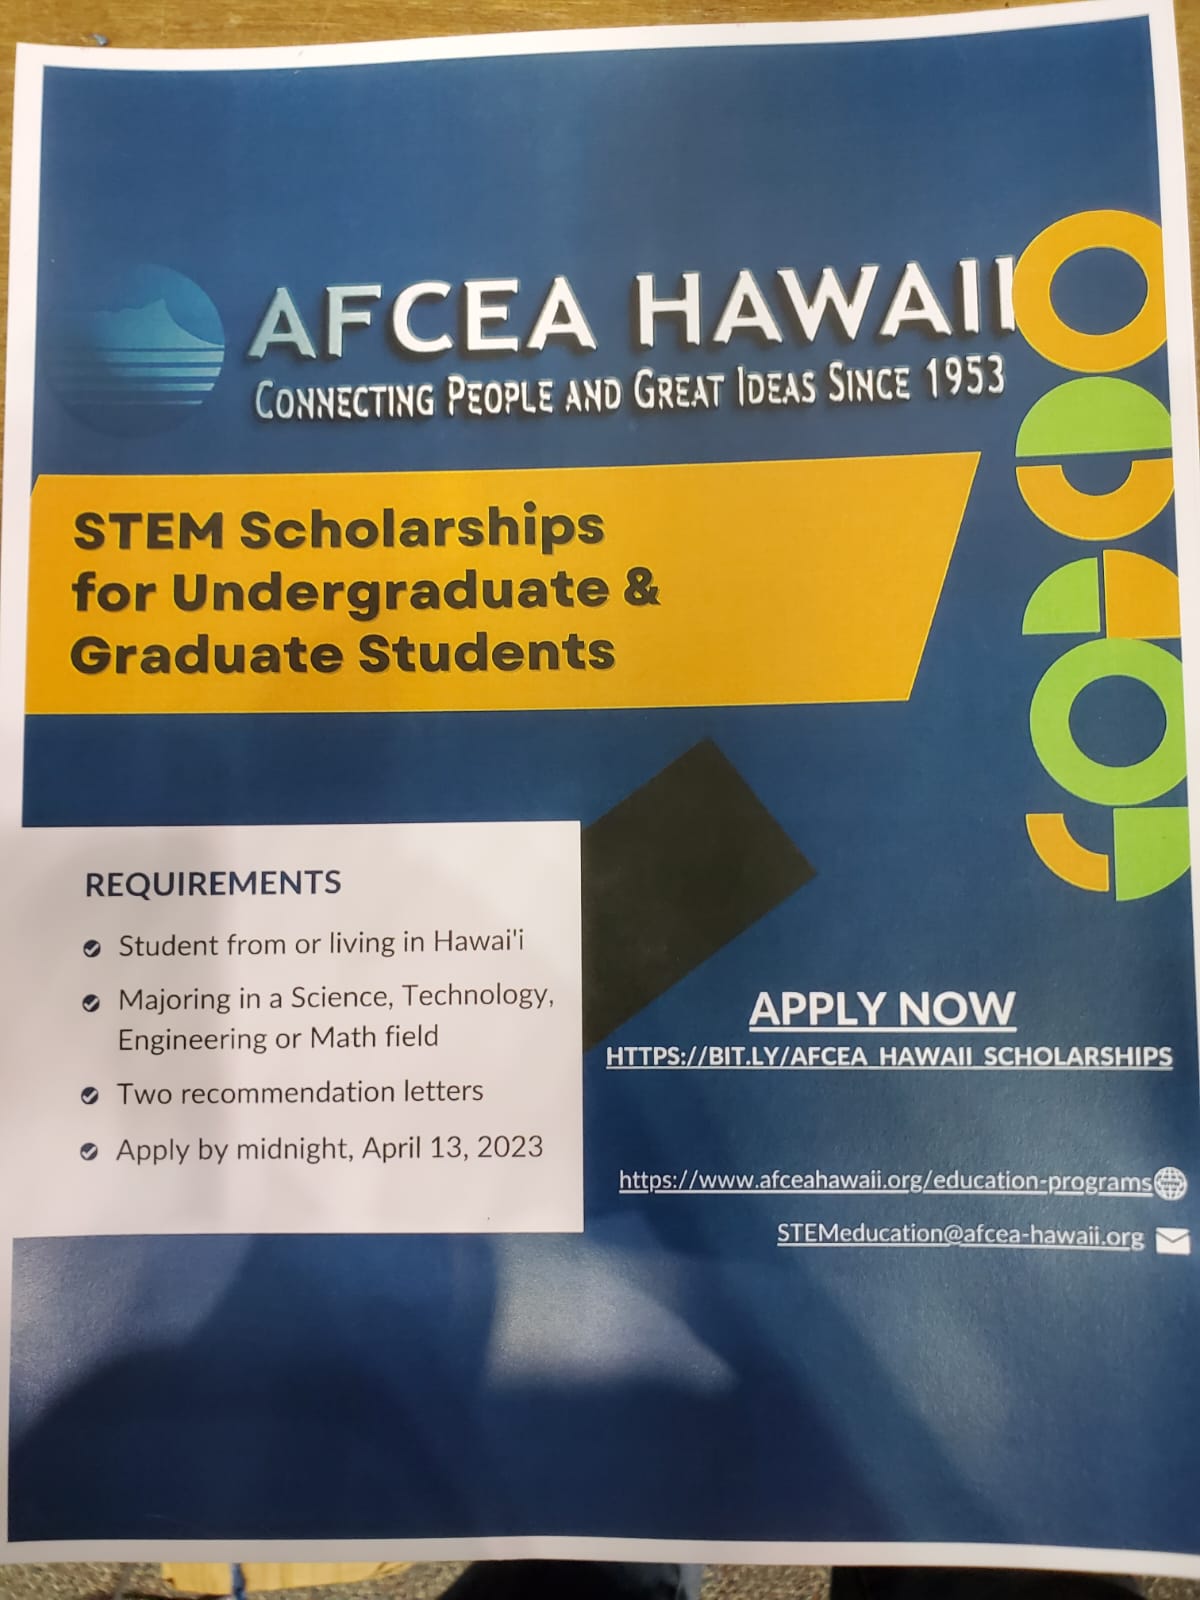 AFCEA HAWAII
CONNECTING PEOPLE AND GREAT IDEAS SINCE 1953
STEM Scholarships
for Undergraduate &
Graduate Students
REQUIREMENTS
Student from or living in Hawai'i
Majoring in a Science, Technology,
Engineering or Math field
Two recommendation letters
Apply by midnight, April 13, 2023
APPLY NOW
HTTPS://BIT.LY/AFCEA_HAWAII_SCHOLARSHIPS
https://www.afceahawaii.org/education-programs
STEMeducation@afcea-hawaii.org